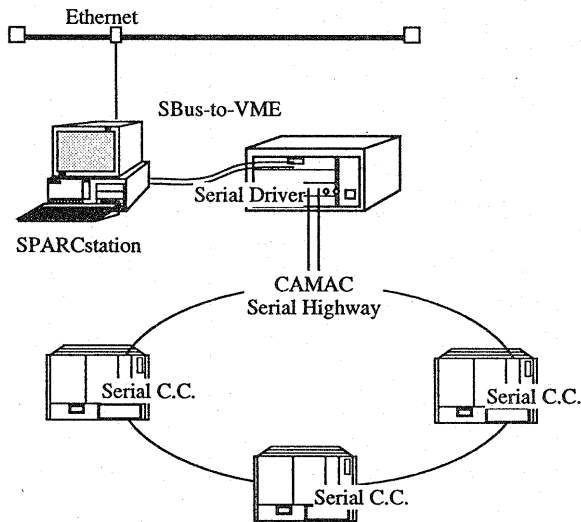 Ethernet
SBus-to-VME
Serial Driver
SPARCstation
CAMAC
Serial Highway
Serial C.C.
Serial C.C.
Serial C.C.